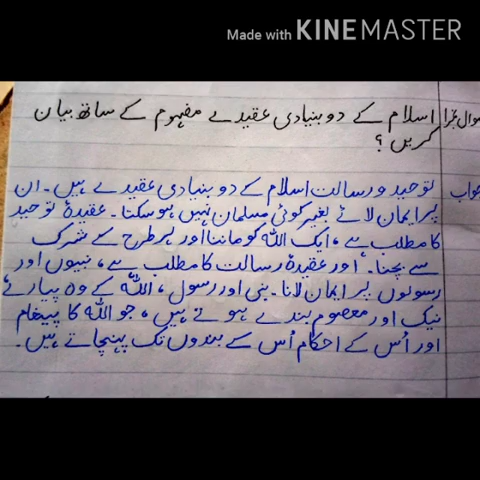 Made with KINEMASTER
سوال نمبر1 اسلام کے دو بنیادی عقیدے مفہوم کے ساتھ بیان
کریں؟
جواب توحید و رسالت اسلام کے دو بنیادی عقیدے ہیں۔ ان
پر ایمان لائے بغیر کوئی مسلمان نہیں ہو سکتا۔ عقیدۂ توحید
کا مطلب ہے، ایک اللہ کو ماننا اور ہر طرح کے شرک
سے بچنا۔ اور عقیدۂ رسالت کا مطلب ہے، نبیوں اور
رسولوں پر ایمان لانا۔ نبی اور رسول، اللہ کے وہ پیارے
نیک اور معصوم بندے ہوتے ہیں، جو اللہ کا پیغام
اور اُس کے احکام اُس کے بندوں تک پہنچاتے ہیں۔